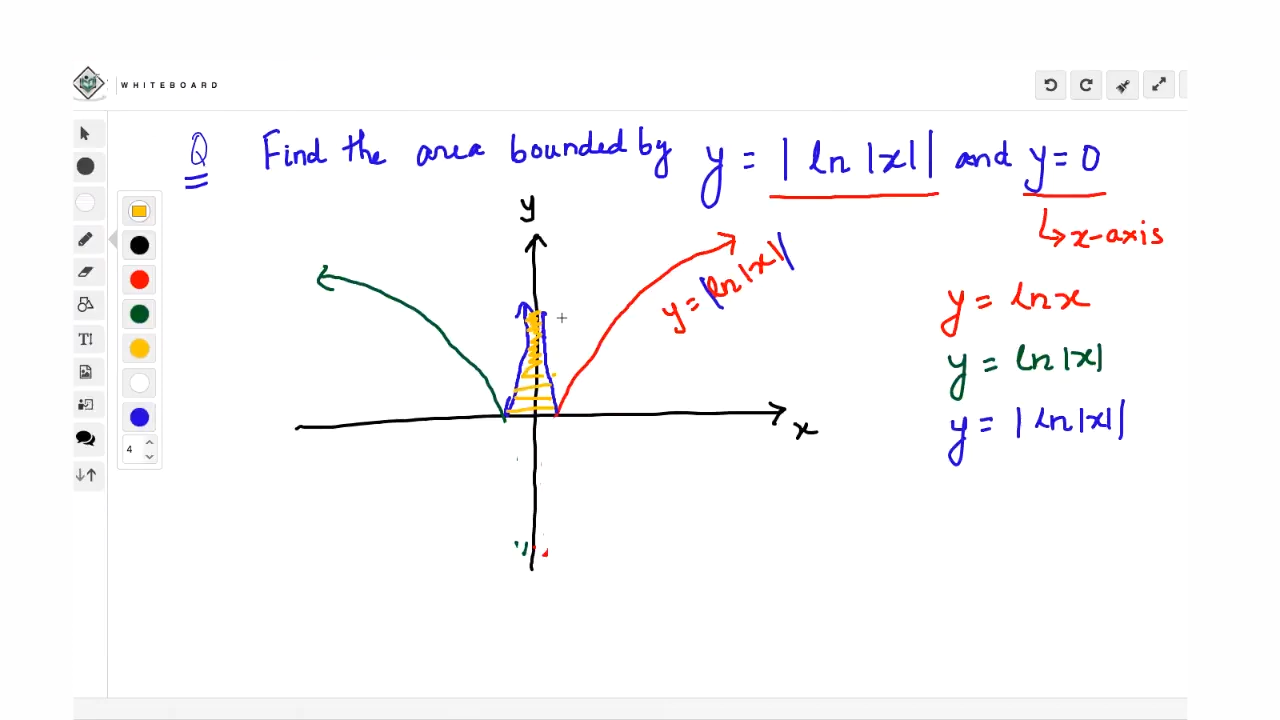 WHITEBOARD
Q Find the area bounded by y = | ln |x| | and y = 0
↳ x-axis
y
y = |ln |x||
x
y = ln x
y = ln |x|
y = | ln |x| |
T!
4